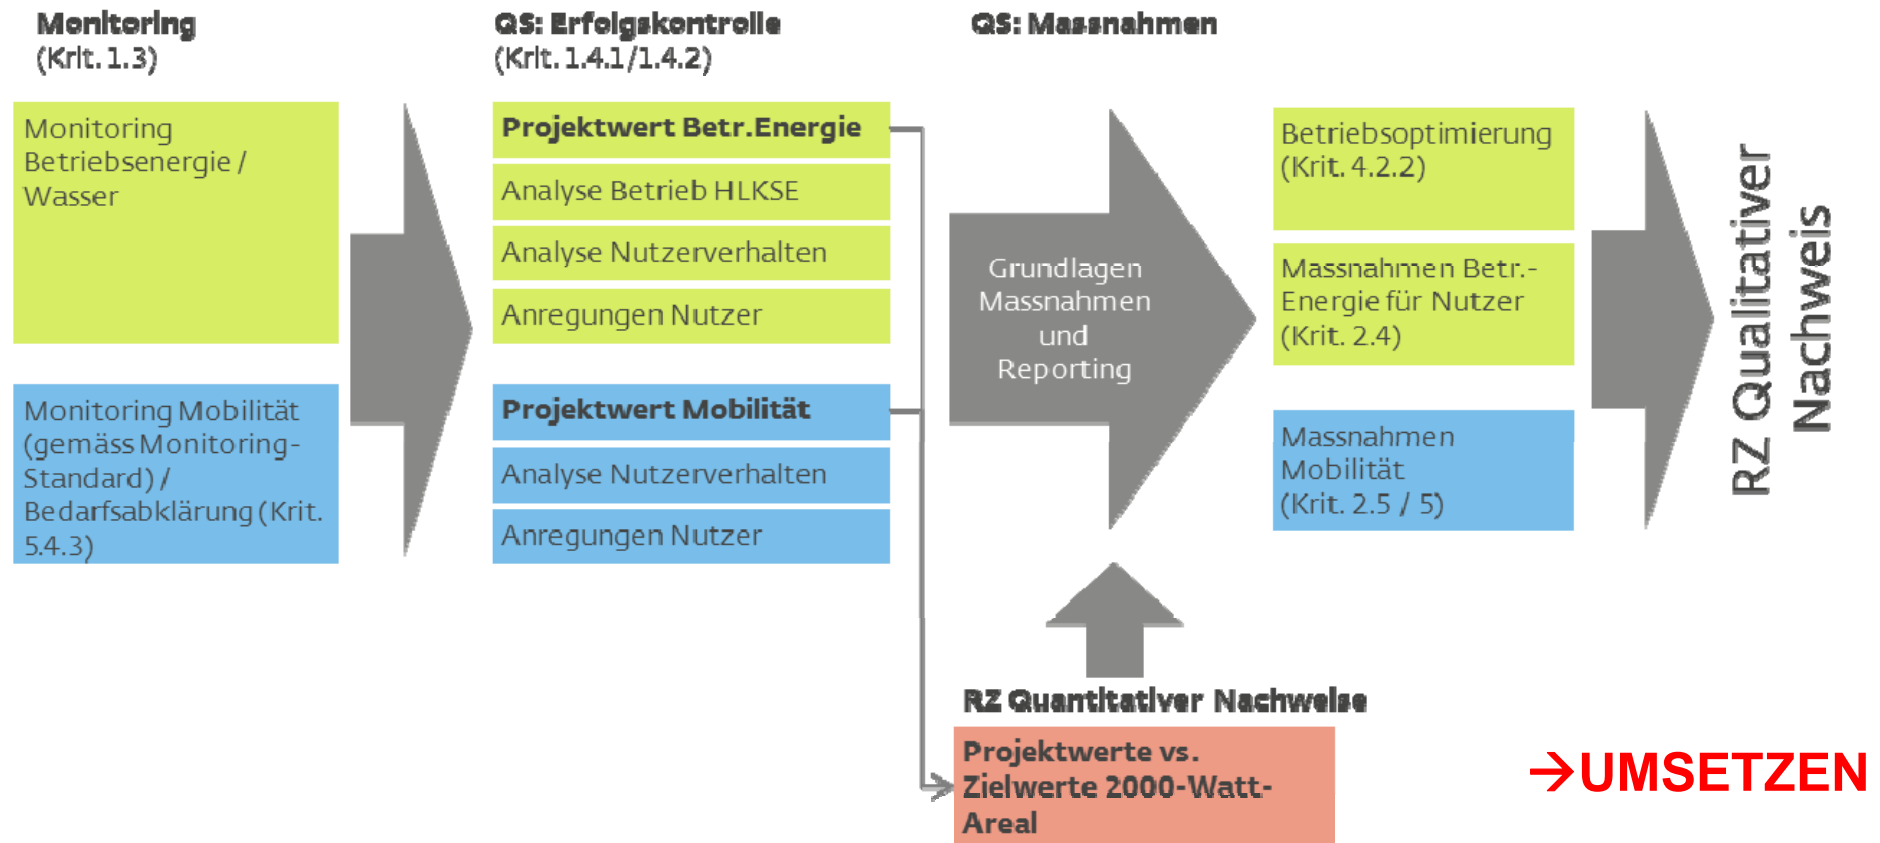 Monitoring
(Krit. 1.3)
Monitoring
Betriebsenergie /
Wasser
Monitoring Mobilität
(gemäss Monitoring-
Standard) /
Bedarfsabklärung (Krit.
5.4.3)
QS: Erfolgskontrolle
(Krit. 1.4.1/1.4.2)
Projektwert Betr.Energie
Analyse Betrieb HLKSE
Analyse Nutzerverhalten
Anregungen Nutzer
Projektwert Mobilität
Analyse Nutzerverhalten
Anregungen Nutzer
QS: Massnahmen
Grundlagen
Massnahmen
und
Reporting
Betriebsoptimierung
(Krit. 4.2.2)
Massnahmen Betr.-
Energie für Nutzer
(Krit. 2.4)
Massnahmen
Mobilität
(Krit. 2.5 / 5)
RZ Qualitativer
Nachweis
RZ Quantitativer Nachweise
Projektwerte vs.
Zielwerte 2000-Watt-
Areal
→UMSETZEN